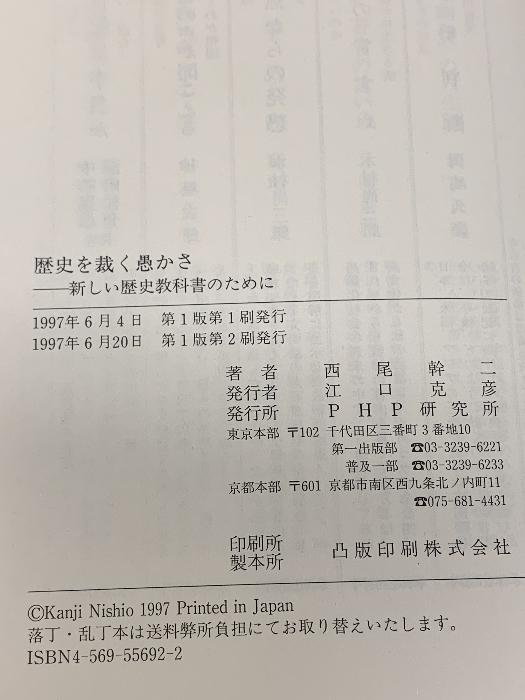 歴史を裁く愚かさ
――新しい歴史教科書のために
1997年6月4日 第1版第1刷発行
1997年6月20日 第1版第2刷発行
著者 西尾幹二
発行者 江口克彦
発行所 PHP研究所
東京本部 〒102 千代田区三番町3番地10
第一出版部 ☎03-3239-6221
普及一部 ☎03-3239-6233
京都本部 〒601 京都市南区西九条北ノ内町11
☎075-681-4431
印刷所
製本所 凸版印刷株式会社
©Kanji Nishio 1997 Printed in Japan
落丁・乱丁本は送料弊所負担にてお取り替えいたします。
ISBN4-569-55692-2